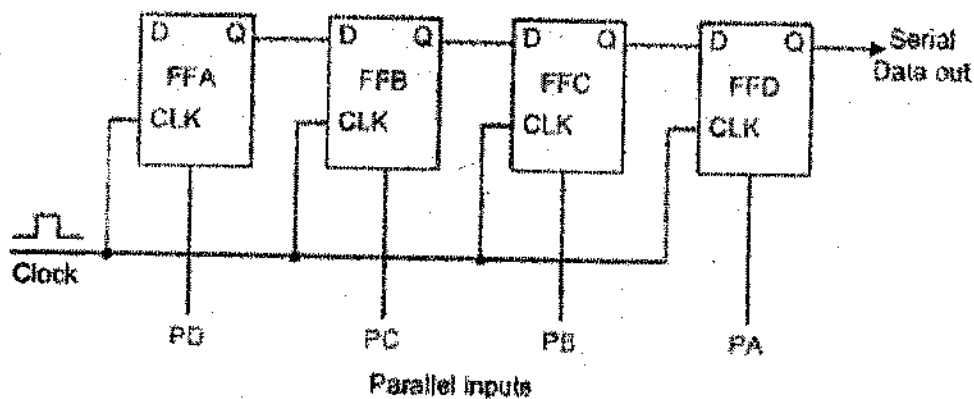 D Q
FFA
CLK
D Q
FFB
CLK
D Q
FFC
CLK
D Q
FFD
CLK
Serial
Data out
Clock
PD
PC
PB
PA
Parallel inputs